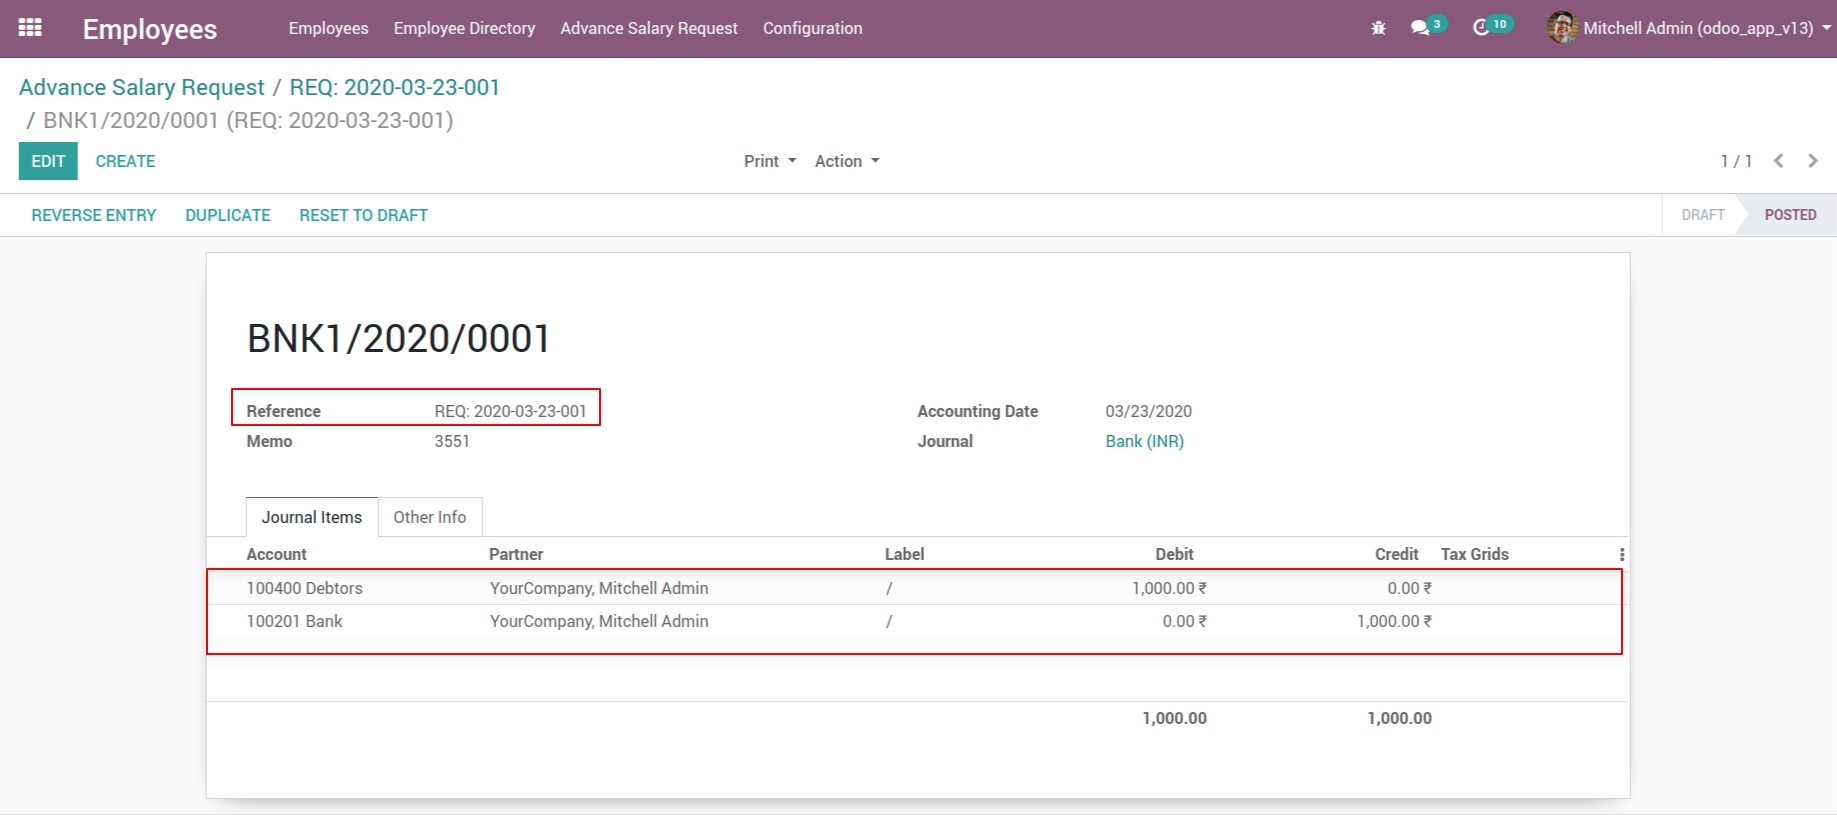 Employees Employees Employee Directory Advance Salary Request Configuration 3 10 Mitchell Admin (odoo_app_v13)
Advance Salary Request / REQ: 2020-03-23-001
/ BNK1/2020/0001 (REQ: 2020-03-23-001)
EDIT CREATE Print Action 1 / 1
REVERSE ENTRY DUPLICATE RESET TO DRAFT DRAFT POSTED
BNK1/2020/0001
Reference REQ: 2020-03-23-001 Accounting Date 03/23/2020
Memo 3551 Journal Bank (INR)
Journal Items Other Info
Account Partner Label Debit Credit Tax Grids
100400 Debtors YourCompany, Mitchell Admin / 1,000.00 ₹ 0.00 ₹
100201 Bank YourCompany, Mitchell Admin / 0.00 ₹ 1,000.00 ₹
1,000.00 1,000.00